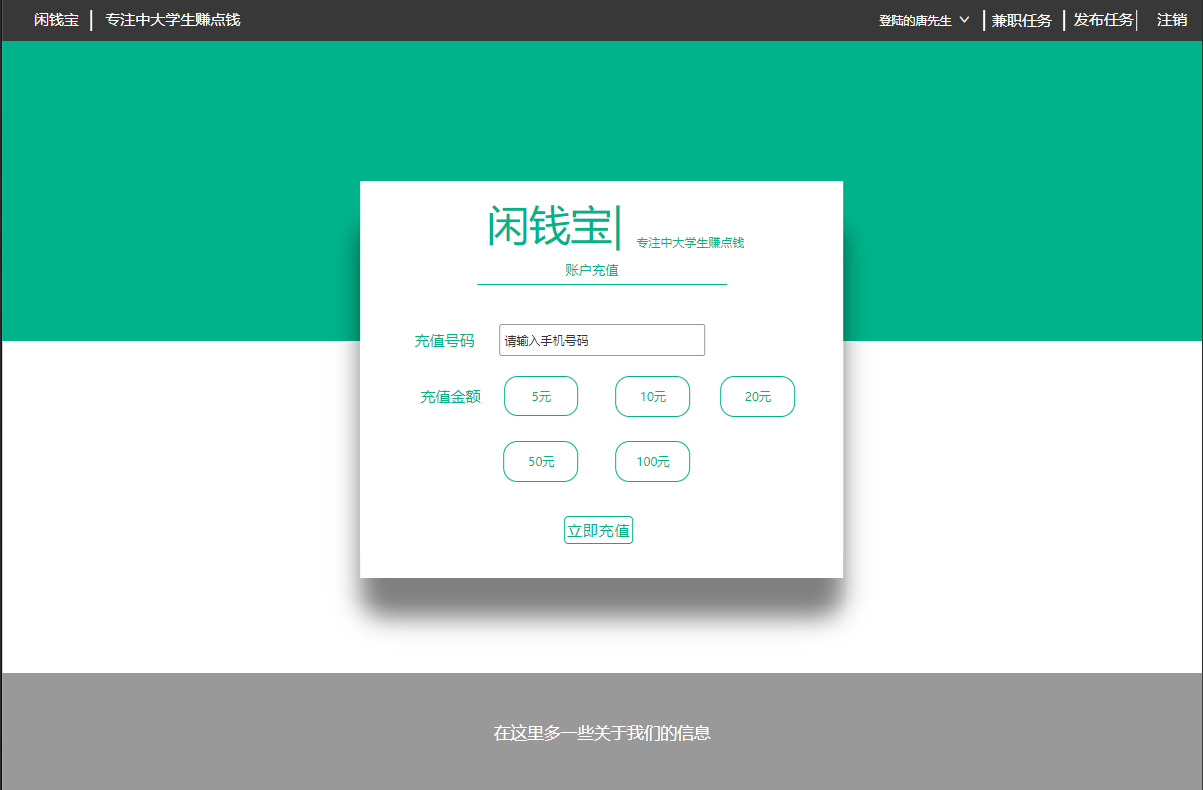 闲钱宝 专注中大学生赚点钱 登陆的唐先生 兼职任务 发布任务 注销
闲钱宝 专注中大学生赚点钱
账户充值
充值号码 请输入手机号码
充值金额 5元 10元 20元
50元 100元
立即充值
在这里多一些关于我们的信息